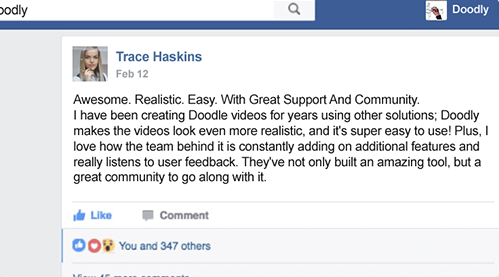 oodly
Doodly
Trace Haskins
Feb 12
Awesome. Realistic. Easy. With Great Support And Community.
I have been creating Doodle videos for years using other solutions; Doodly
makes the videos look even more realistic, and it's super easy to use! Plus, I
love how the team behind it is constantly adding on additional features and
really listens to user feedback. They've not only built an amazing tool, but a
great community to go along with it.
Like Comment
You and 347 others